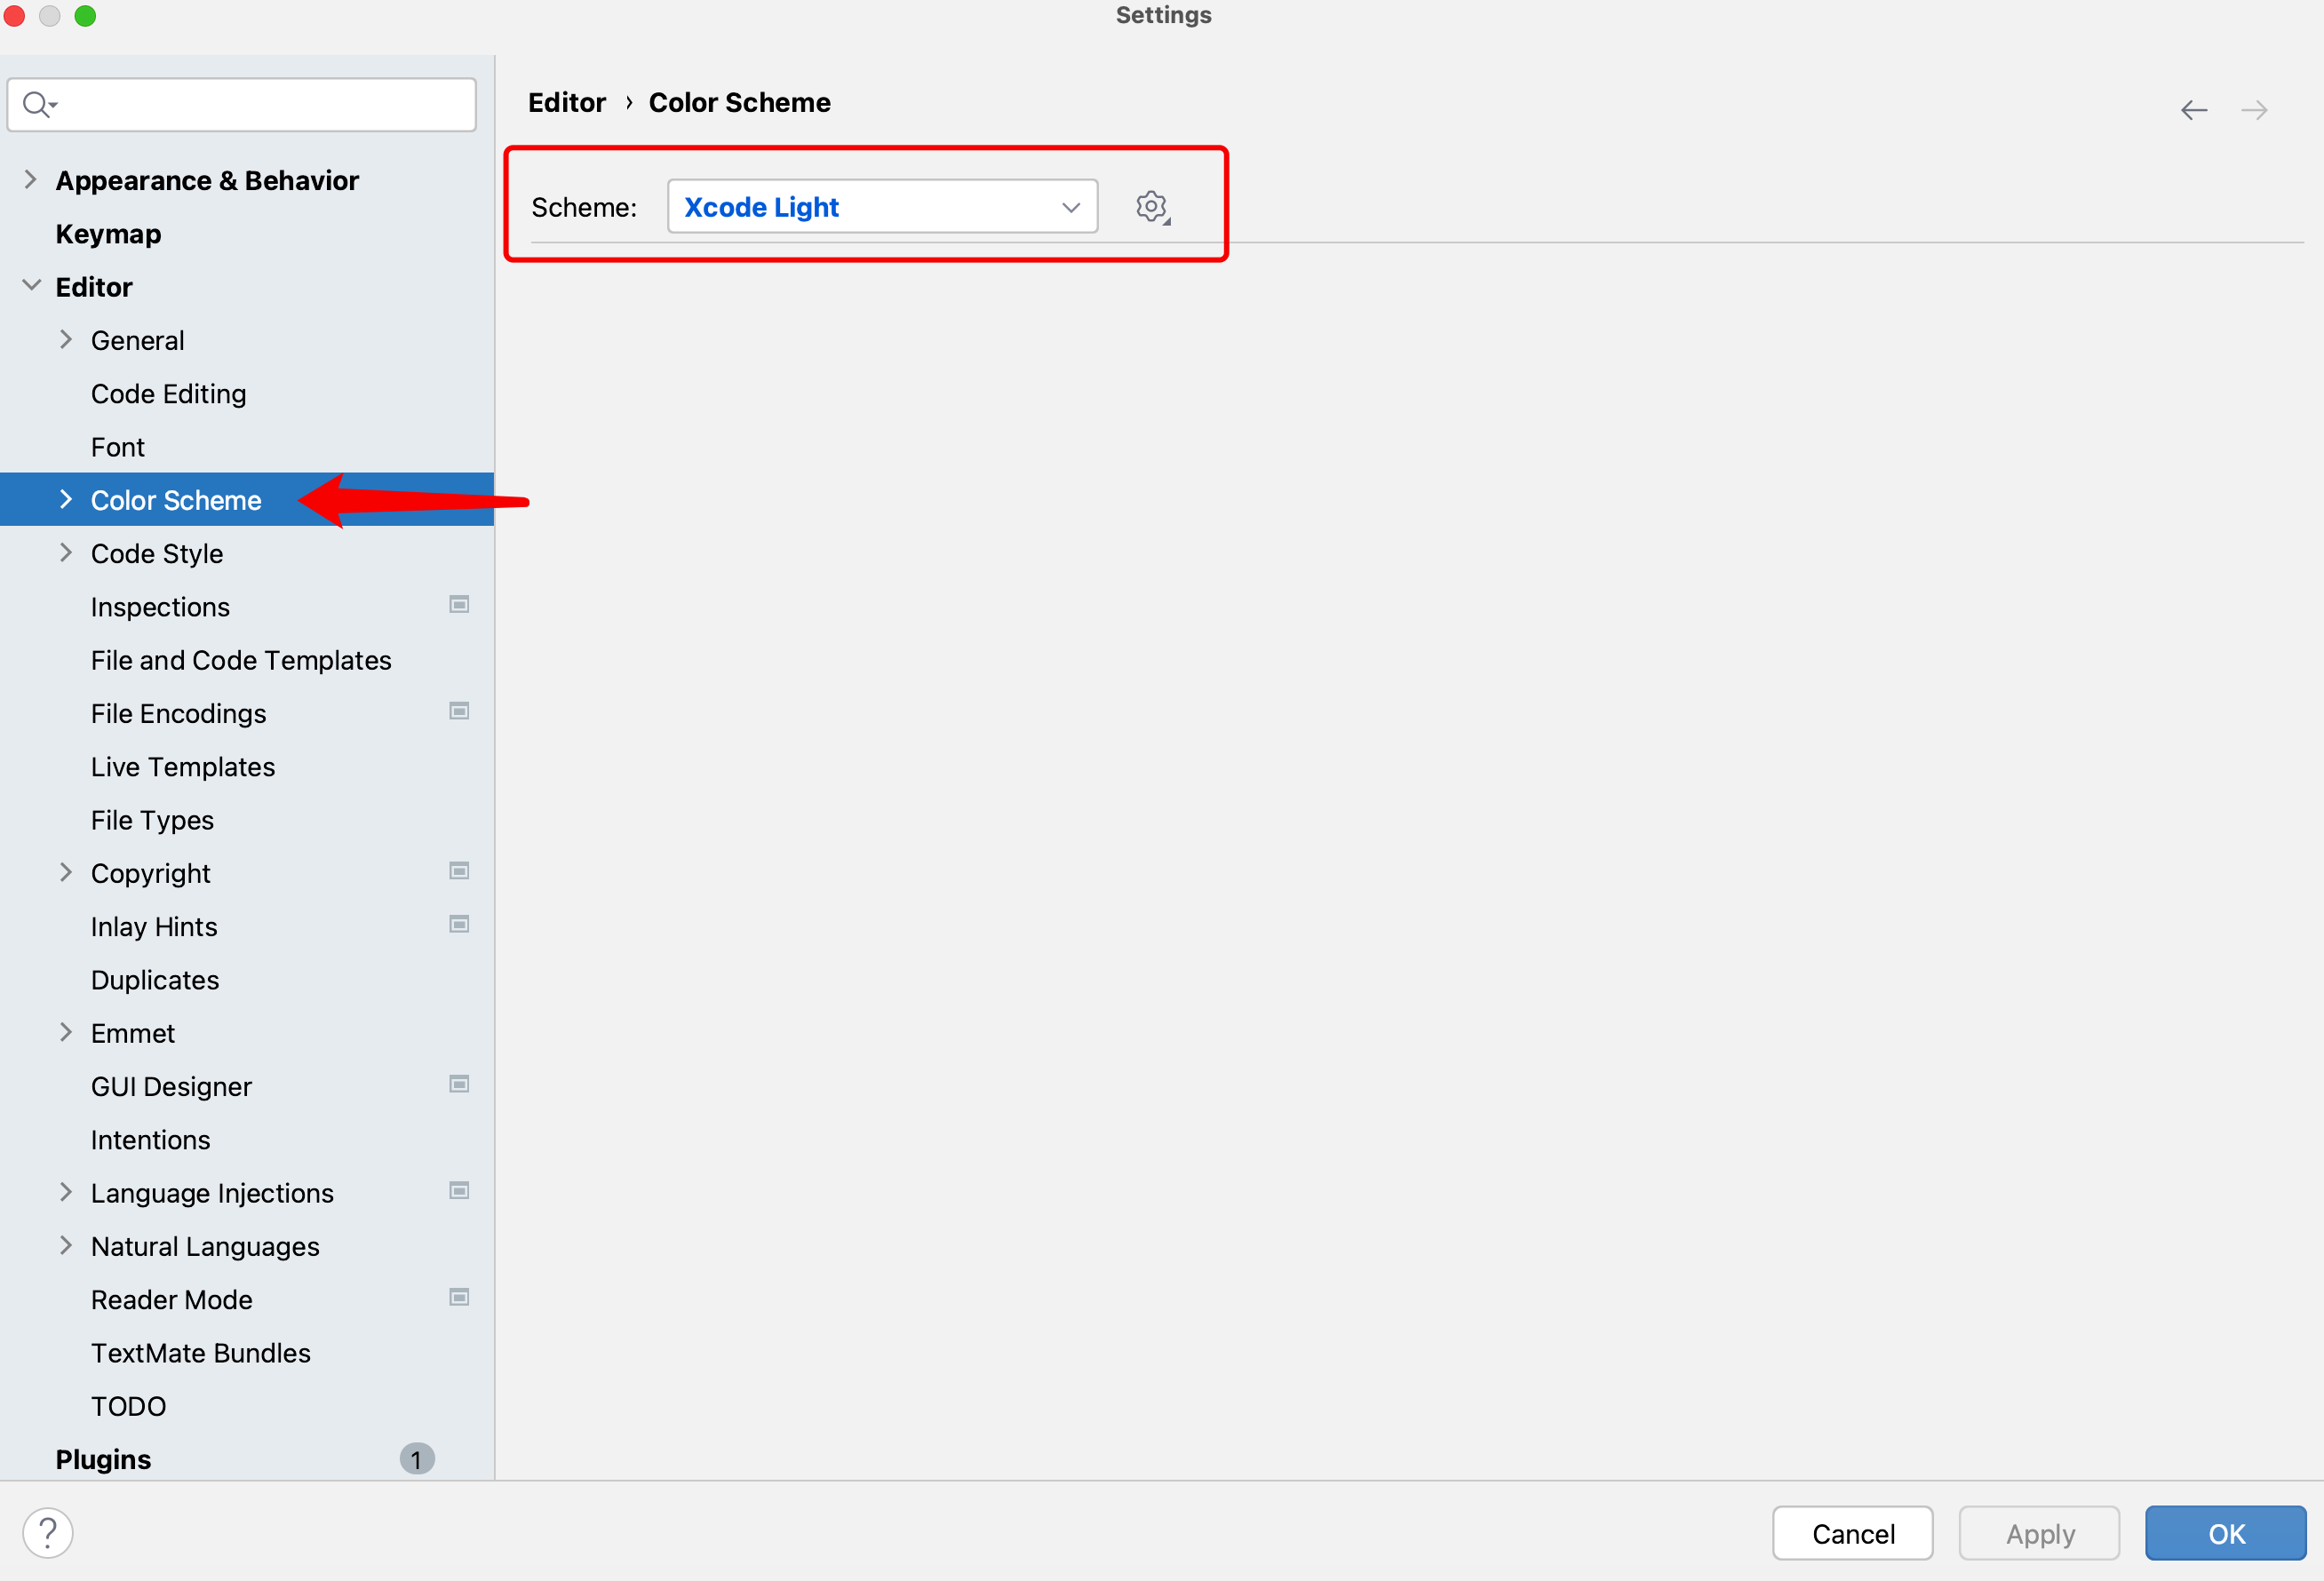 Settings
Editor › Color Scheme
Scheme: Xcode Light
Appearance & Behavior
Keymap
Editor
General
Code Editing
Font
Color Scheme
Code Style
Inspections
File and Code Templates
File Encodings
Live Templates
File Types
Copyright
Inlay Hints
Duplicates
Emmet
GUI Designer
Intentions
Language Injections
Natural Languages
Reader Mode
TextMate Bundles
TODO
Plugins 1
?
Cancel Apply OK